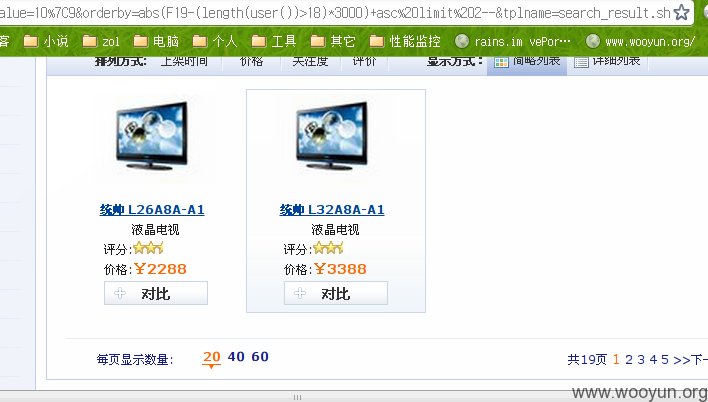 alue=10%7C9&orderby=abs(F19-(length(user())>18)*3000)+asc%20limit%202--&tplname=search_result.sh
客 小说 zol 电脑 个人 工具 其它 性能监控 rains.im vePor… www.wooyun.org/
排列方式: 上架时间 价格 关注度 评价 显示方式: 简略列表 详细列表
统帅 L26A8A-A1 统帅 L32A8A-A1
液晶电视 液晶电视
评分: 评分:
价格:￥2288 价格:￥3388
对比 对比
每页显示数量: 20 40 60 共19页 1 2 3 4 5 >>下一
www.wooyun.org